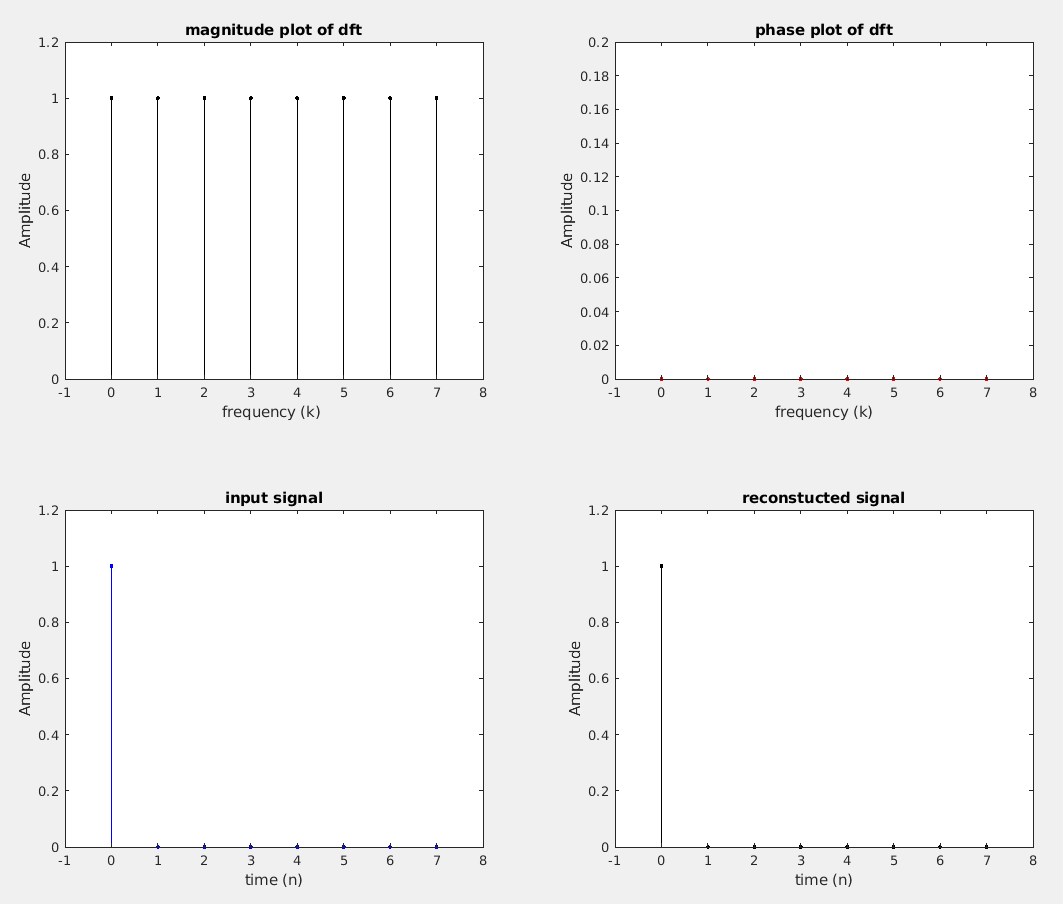 magnitude plot of dft
1.2
1
0.8
0.6
0.4
0.2
0
Amplitude
-1 0 1 2 3 4 5 6 7 8
frequency (k)
phase plot of dft
0.2
0.18
0.16
0.14
0.12
0.1
0.08
0.06
0.04
0.02
0
Amplitude
-1 0 1 2 3 4 5 6 7 8
frequency (k)
input signal
1.2
1
0.8
0.6
0.4
0.2
0
Amplitude
-1 0 1 2 3 4 5 6 7 8
time (n)
reconstucted signal
1.2
1
0.8
0.6
0.4
0.2
0
Amplitude
-1 0 1 2 3 4 5 6 7 8
time (n)